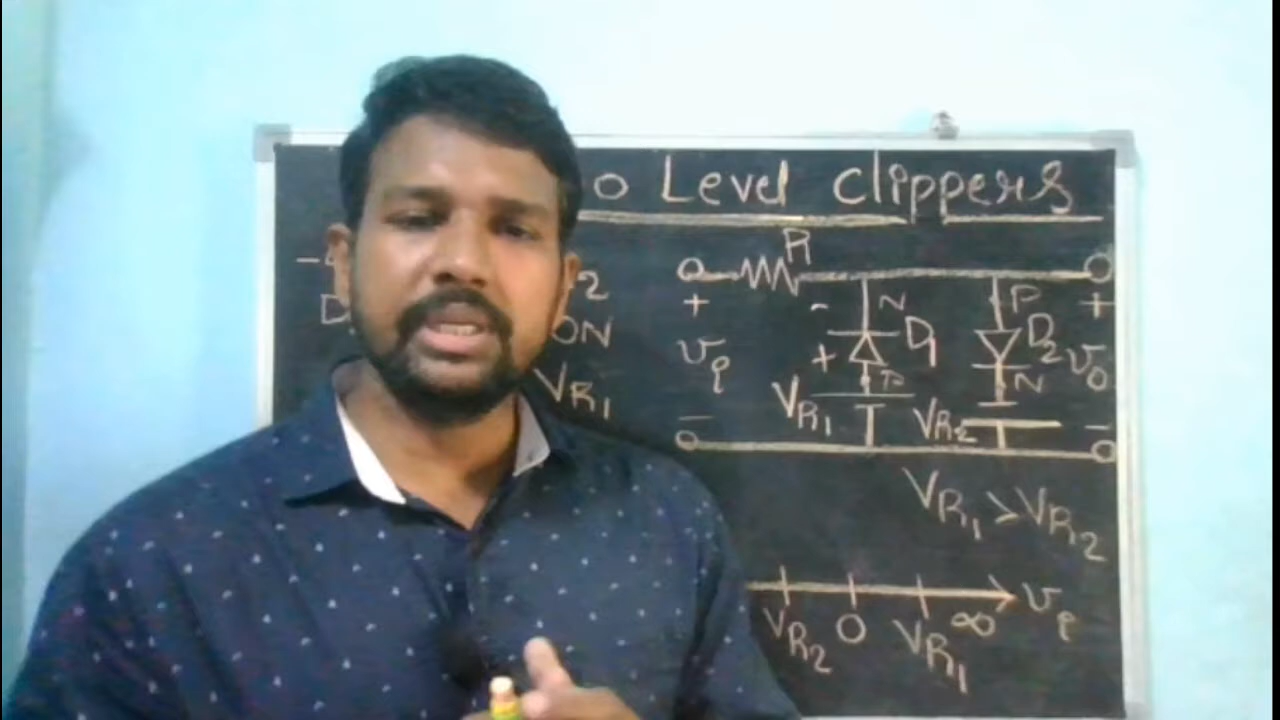 o Level Clippers
R
2
- N P
+
D
ON
D1
D2
vi
+
vo
P
N
VR1
VR1
VR2
-
-
VR1 > VR2
vi
VR2
0
VR1
∞